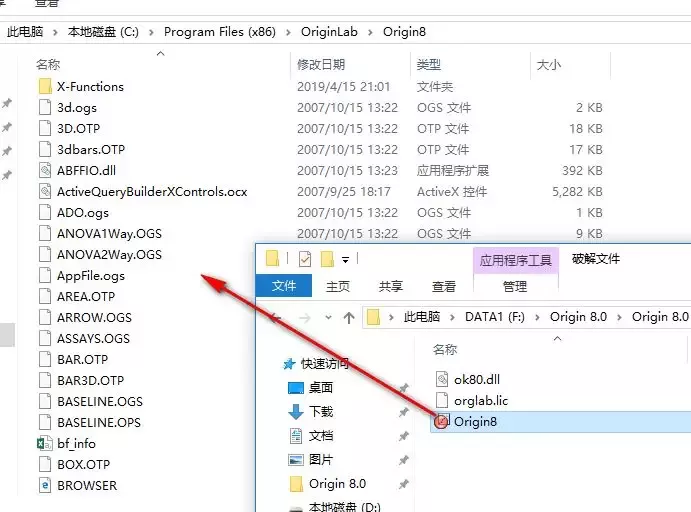 查看
此电脑 > 本地磁盘 (C:) > Program Files (x86) > OriginLab > Origin8
名称 修改日期 类型 大小
X-Functions 2019/4/15 21:01 文件夹
3d.ogs 2007/10/15 13:22 OGS 文件 2 KB
3D.OTP 2007/10/15 13:22 OTP 文件 18 KB
3dbars.OTP 2007/10/15 13:22 OTP 文件 17 KB
ABFFIO.dll 2007/10/15 13:23 应用程序扩展 392 KB
ActiveQueryBuilderXControls.ocx 2007/9/25 18:17 ActiveX 控件 5,282 KB
ADO.ogs 2007/10/15 13:22 OGS 文件 1 KB
ANOVA1Way.OGS 2007/10/15 13:22 OGS 文件 9 KB
ANOVA2Way.OGS
AppFile.ogs
AREA.OTP
ARROW.OGS
ASSAYS.OGS
BAR.OTP
BAR3D.OTP
BASELINE.OGS
BASELINE.OPS
bf_info
BOX.OTP
BROWSER
应用程序工具 破解文件
文件 主页 共享 查看 管理
此电脑 > DATA1 (F:) > Origin 8.0 > Origin 8.0
快速访问
桌面
下载
文档
图片
Origin 8.0
本地磁盘 (D:)
名称
ok80.dll
orglab.lic
Origin8